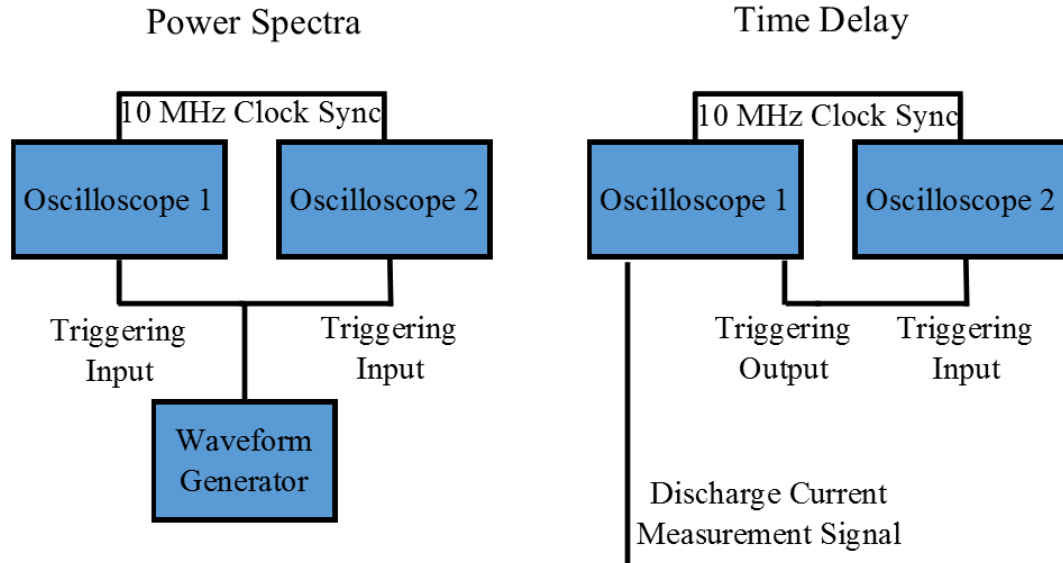 Power Spectra
10 MHz Clock Sync
Oscilloscope 1
Oscilloscope 2
Triggering
Input
Triggering
Input
Waveform
Generator
Time Delay
10 MHz Clock Sync
Oscilloscope 1
Oscilloscope 2
Triggering
Output
Triggering
Input
Discharge Current
Measurement Signal